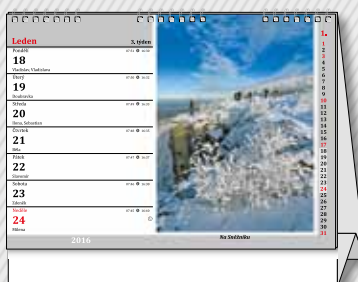 Leden
3. týden
Pondělí
18
Vladislav, Vladislava
Úterý
19
Doubravka
Středa
20
Ilona, Sebastian
Čtvrtek
21
Běla
Pátek
22
Slavomír
Sobota
23
Zdeněk
Neděle
24
Milena
2016
Na Sněžníku
1.
1
2
3
4
5
6
7
8
9
10
11
12
13
14
15
16
17
18
19
20
21
22
23
24
25
26
27
28
29
30
31